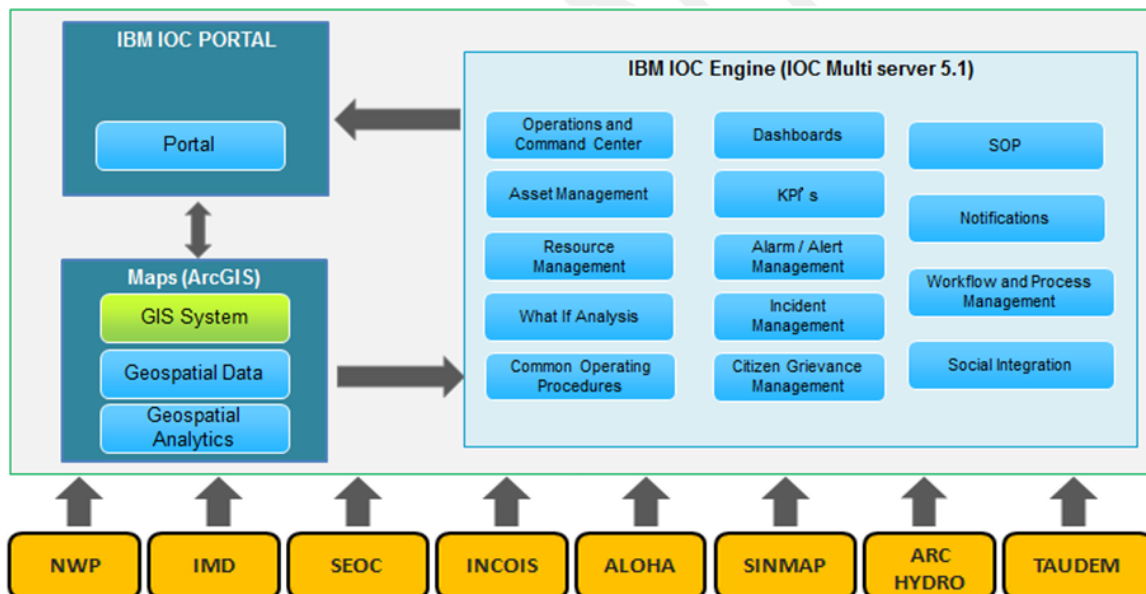 IBM IOC PORTAL
Portal
Maps (ArcGIS)
GIS System
Geospatial Data
Geospatial
Analytics
IBM IOC Engine (IOC Multi server 5.1)
Operations and
Command Center
Asset Management
Resource
Management
What If Analysis
Common Operating
Procedures
Dashboards
KPI's
Alarm / Alert
Management
Incident
Management
Citizen Grievance
Management
SOP
Notifications
Workflow and Process
Management
Social Integration
NWP
IMD
SEOC
INCOIS
ALOHA
SINMAP
ARC
HYDRO
TAUDEM